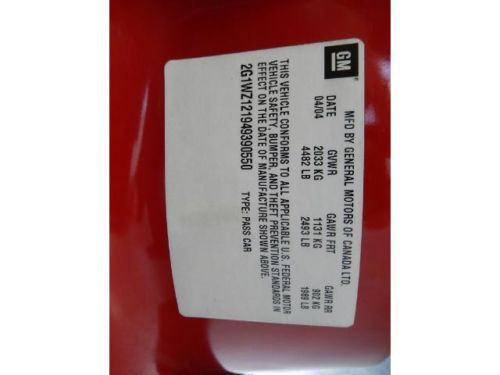 GM
MFD BY GENERAL MOTORS OF CANADA LTD.
DATE GVWR GAWR FRT GAWR RR
04/04 2033 KG 1131 KG 902 KG
4482 LB 2493 LB 1989 LB
THIS VEHICLE CONFORMS TO ALL APPLICABLE U.S. FEDERAL MOTOR
VEHICLE SAFETY, BUMPER, AND THEFT PREVENTION STANDARDS IN
EFFECT ON THE DATE OF MANUFACTURE SHOWN ABOVE.
2G1WZ121949390550 TYPE: PASS CAR